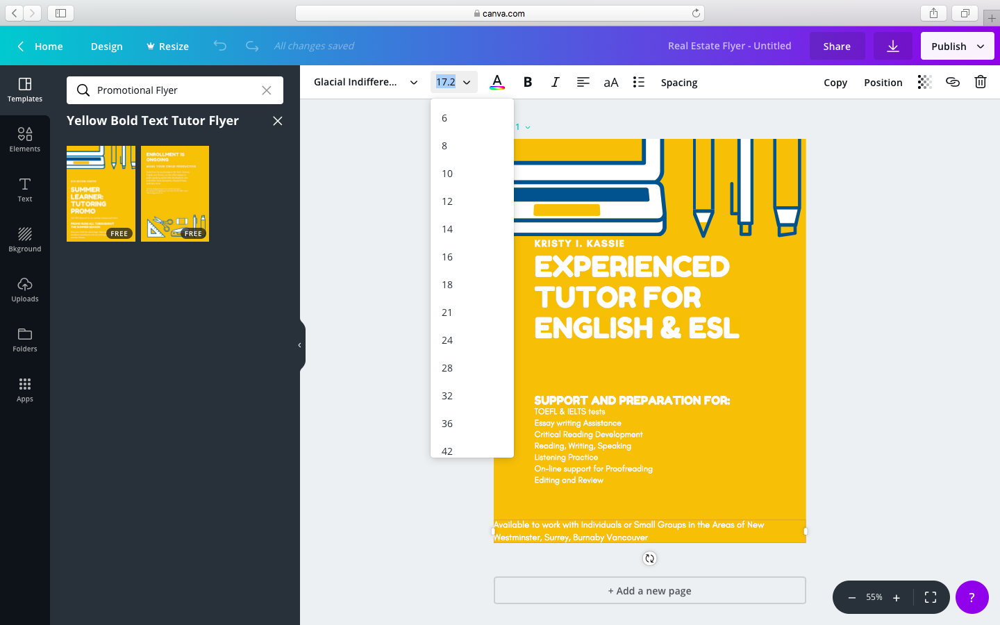 canva.com
Home
Design
Resize
All changes saved
Real Estate Flyer - Untitled
Share
Publish
Templates
Elements
Text
Bkground
Uploads
Folders
Apps
Promotional Flyer
Yellow Bold Text Tutor Flyer
SUMMER
LEARNER:
TUTORING
PROMO
FREE
ENROLLMENT IS
ONGOING
MAKE YOUR GRIND PRODUCTIVE
FREE
Glacial Indiffere...
17.2
A
B
I
aA
Spacing
Copy
Position
6
8
10
12
14
16
18
21
24
28
32
36
42
1
KRISTY I. KASSIE
EXPERIENCED
TUTOR FOR
ENGLISH & ESL
SUPPORT AND PREPARATION FOR:
TOEFL & IELTS tests
Essay writing Assistance
Critical Reading Development
Reading, Writing, Speaking
Listening Practice
On-line support for Proofreading
Editing and Review
Available to work with Individuals or Small Groups in the Areas of New
Westminster, Surrey, Burnaby Vancouver
+ Add a new page
55%
?